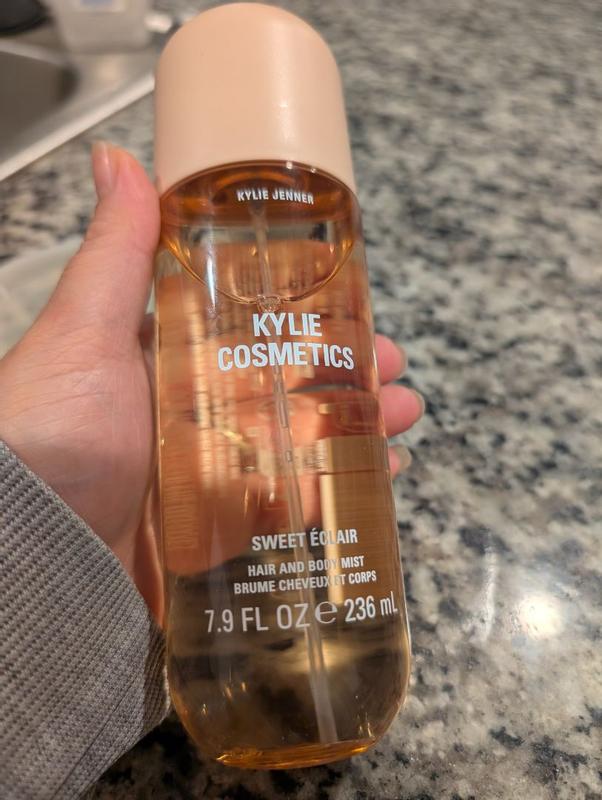 KYLIE JENNER
KYLIE
COSMETICS
SWEET ÉCLAIR
HAIR AND BODY MIST
BRUME CHEVEUX ET CORPS
7.9 FL OZ ℮ 236 mL